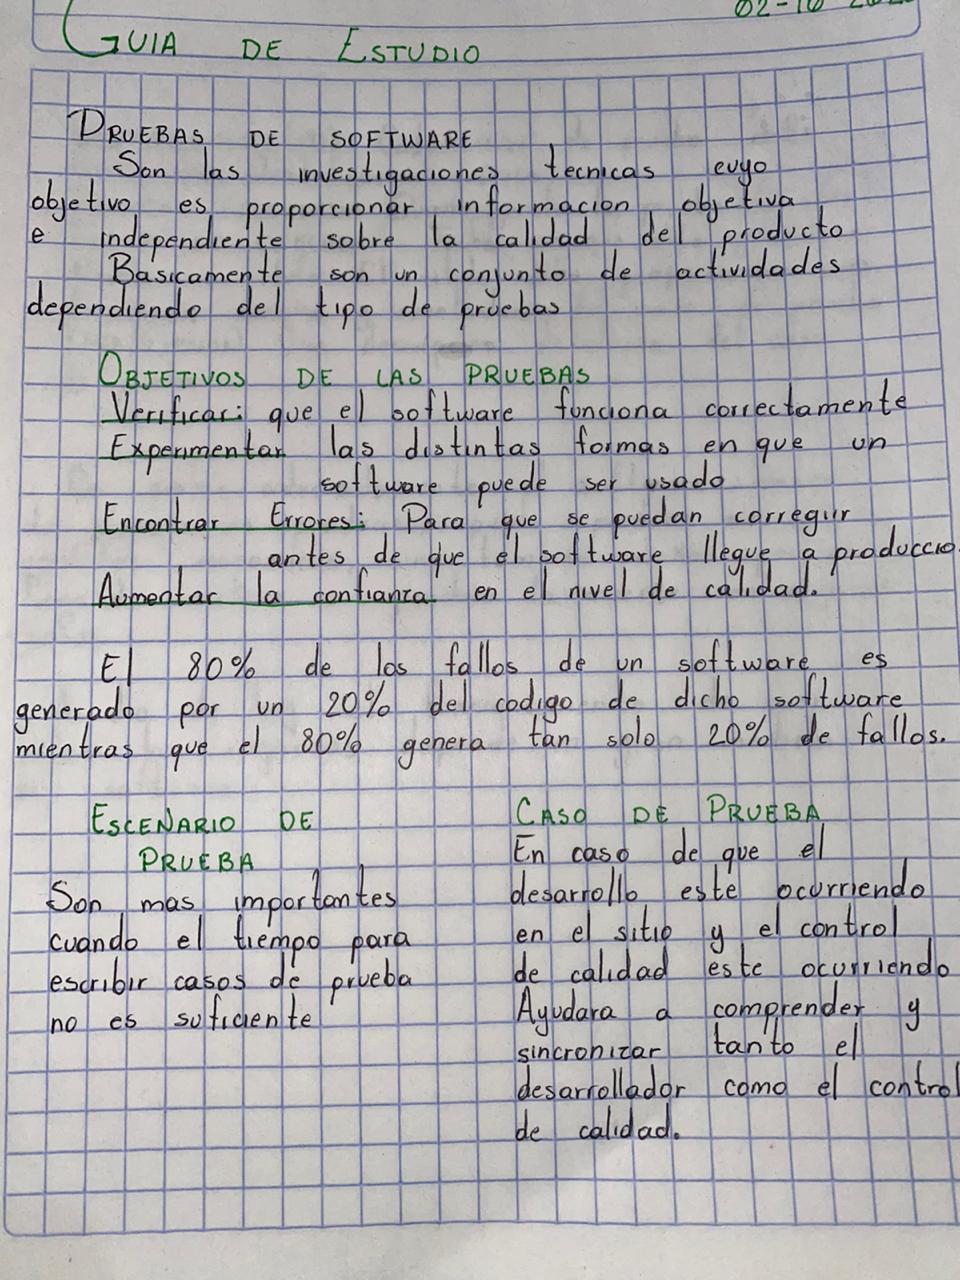 02-10
GUIA DE ESTUDIO
PRUEBAS DE SOFTWARE
Son las investigaciones tecnicas cuyo
objetivo es proporcionar informacion objetiva
e independiente sobre la calidad del producto
Basicamente son un conjunto de actividades
dependiendo del tipo de pruebas
OBJETIVOS DE LAS PRUEBAS
Verificar: que el software funciona correctamente
Experimentar las distintas formas en que un
software puede ser usado
Encontrar Errores: Para que se puedan corregir
antes de que el software llegue a produccio
Aumentar la confianza en el nivel de calidad.
El 80% de los fallos de un software es
generado por un 20% del codigo de dicho software
mientras que el 80% genera tan solo 20% de fallos.
ESCENARIO DE
PRUEBA
Son mas importantes
cuando el tiempo para
escribir casos de prueba
no es suficiente
CASO DE PRUEBA
En caso de que el
desarrollo este ocurriendo
en el sitio y el control
de calidad este ocurriendo
Ayudara a comprender y
sincronizar tanto el
desarrollador como el control
de calidad.